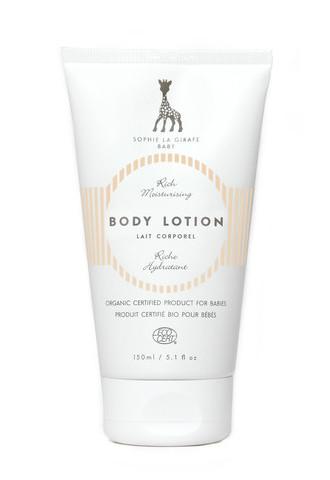 SOPHIE LA GIRAFE
BABY
Rich
Moisturising
BODY LOTION
LAIT CORPOREL
Riche
Hydratant
ORGANIC CERTIFIED PRODUCT FOR BABIES
PRODUIT CERTIFIÉ BIO POUR BÉBÉS
ECO
CERT
150ml / 5.1 fl oz